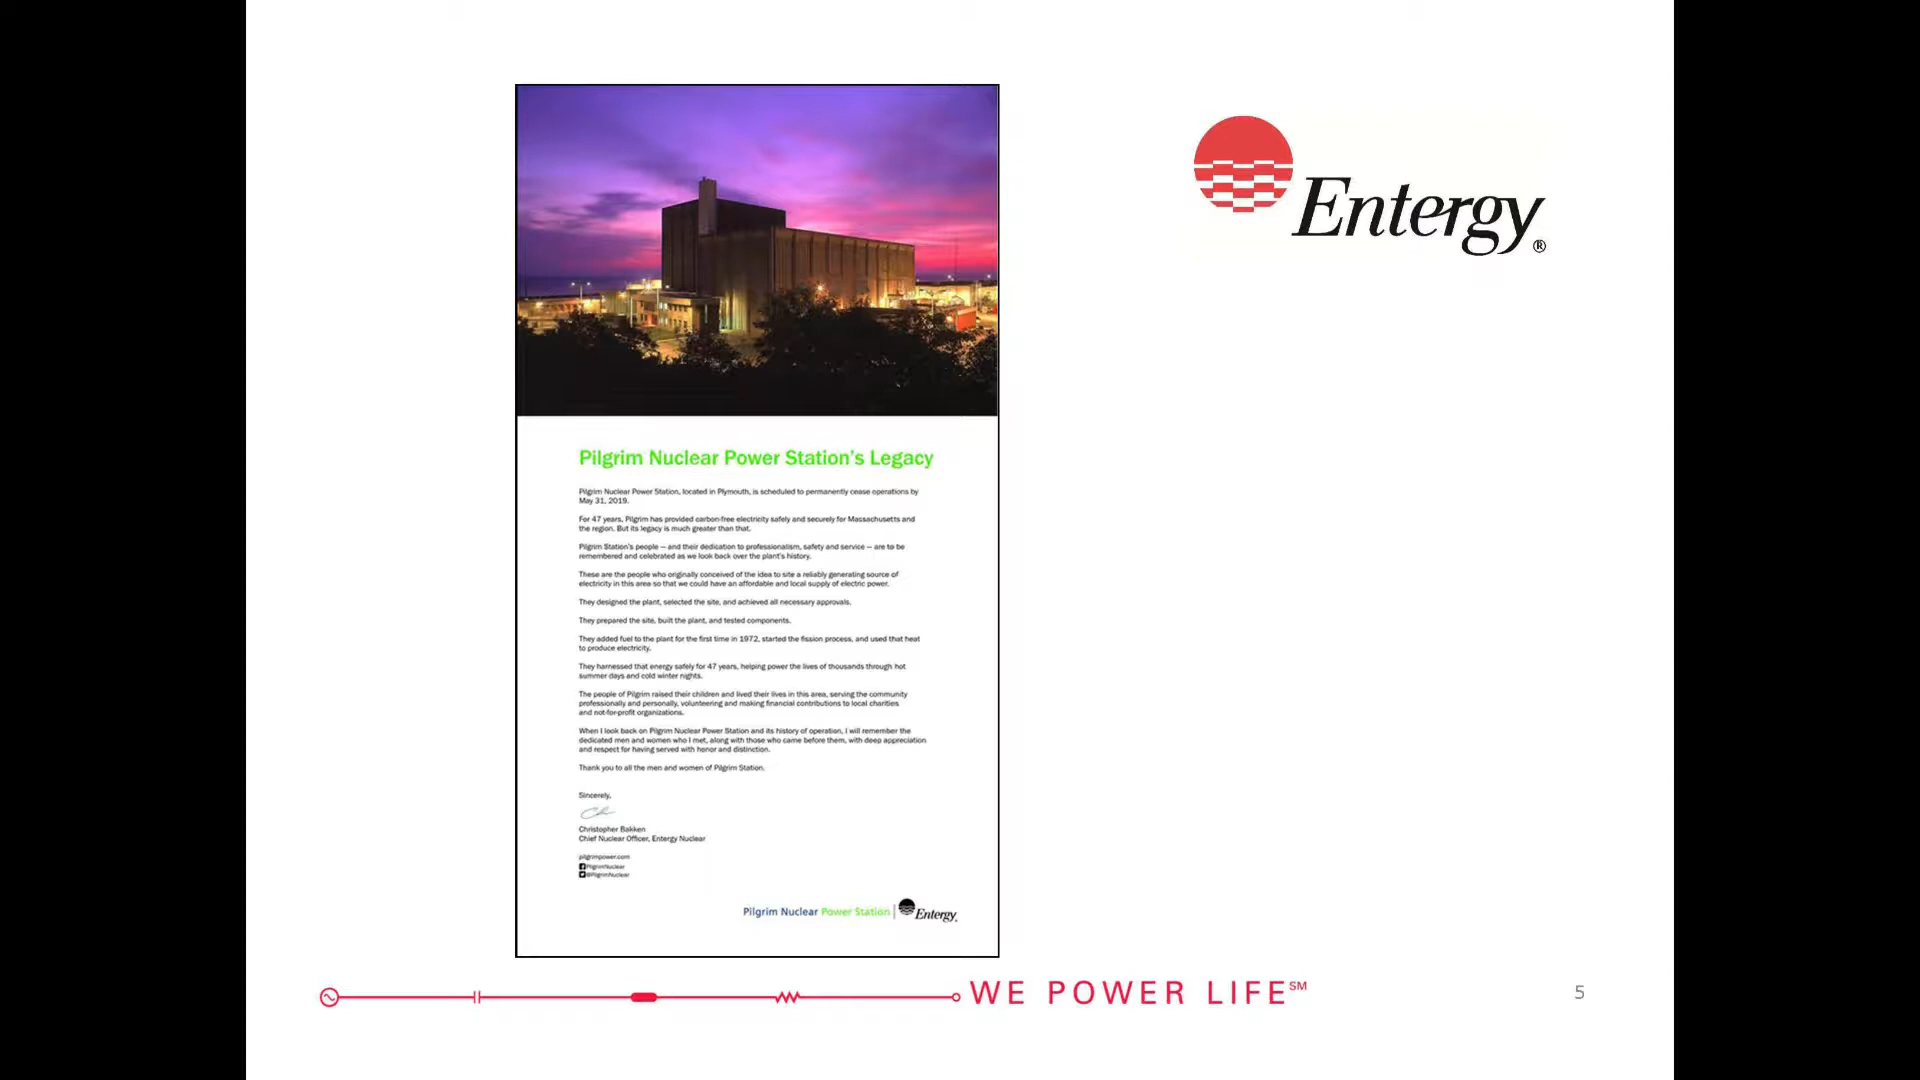 Entergy®
Pilgrim Nuclear Power Station's Legacy
Pilgrim Nuclear Power Station, located in Plymouth, is scheduled to permanently cease operations by
May 31, 2019.
For 47 years, Pilgrim has provided carbon-free electricity safely and securely for Massachusetts and
the region. But its legacy is much greater than that.
Pilgrim Station's people — and their dedication to professionalism, safety and service — are to be
remembered and celebrated as we look back over the plant's history.
These are the people who originally conceived of the idea to site a reliably generating source of
electricity in this area so that we could have an affordable and local supply of electric power.
They designed the plant, selected the site, and achieved all necessary approvals.
They prepared the site, built the plant, and tested components.
They added fuel to the plant for the first time in 1972, started the fission process, and used that heat
to produce electricity.
They harnessed that energy safely for 47 years, helping power the lives of thousands through hot
summer days and cold winter nights.
The people of Pilgrim raised their children and lived their lives in this area, serving the community
professionally and personally, volunteering and making financial contributions to local charities
and not-for-profit organizations.
When I look back on Pilgrim Nuclear Power Station and its history of operation, I will remember the
dedicated men and women who I met, along with those who came before them, with deep appreciation
and respect for having served with honor and distinction.
Thank you to all the men and women of Pilgrim Station.
Sincerely,
Christopher Bakken
Chief Nuclear Officer, Entergy Nuclear
pilgrimpower.com
PilgrimNuclear
@PilgrimNuclear
Pilgrim Nuclear Power Station | Entergy
WE POWER LIFE℠
5